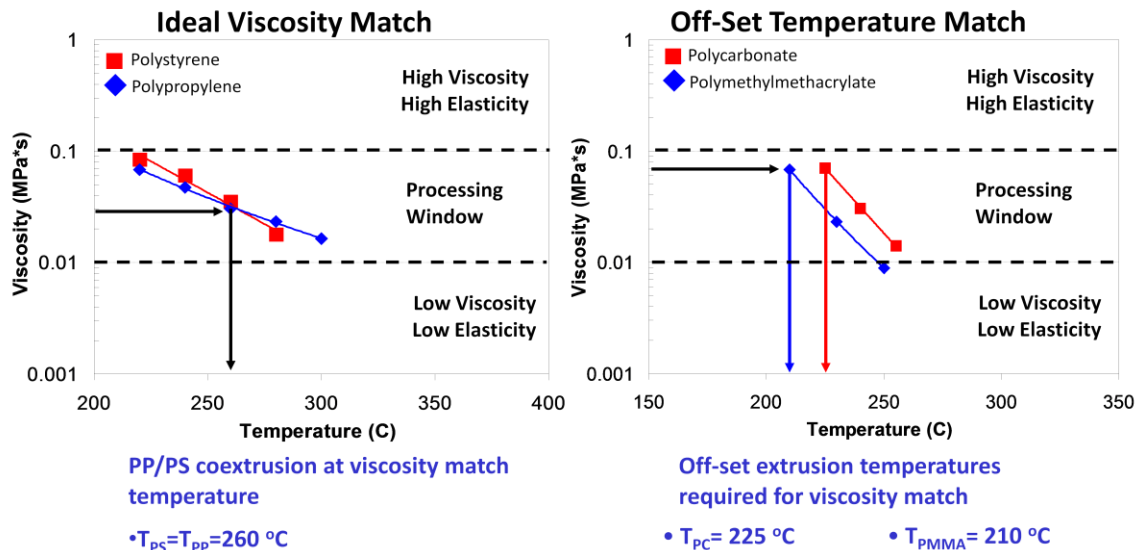 Ideal Viscosity Match
1
Polystyrene
Polypropylene
High Viscosity
High Elasticity
0.1
Processing
Window
0.01
Low Viscosity
Low Elasticity
0.001
200
250
300
350
400
Viscosity (MPa*s)
Temperature (C)
PP/PS coextrusion at viscosity match
temperature
•TPS=TPP=260 °C
Off-Set Temperature Match
1
Polycarbonate
Polymethylmethacrylate
High Viscosity
High Elasticity
0.1
Processing
Window
0.01
Low Viscosity
Low Elasticity
0.001
150
200
250
300
350
Viscosity (MPa*s)
Temperature (C)
Off-set extrusion temperatures
required for viscosity match
• TPC= 225 °C
• TPMMA= 210 °C